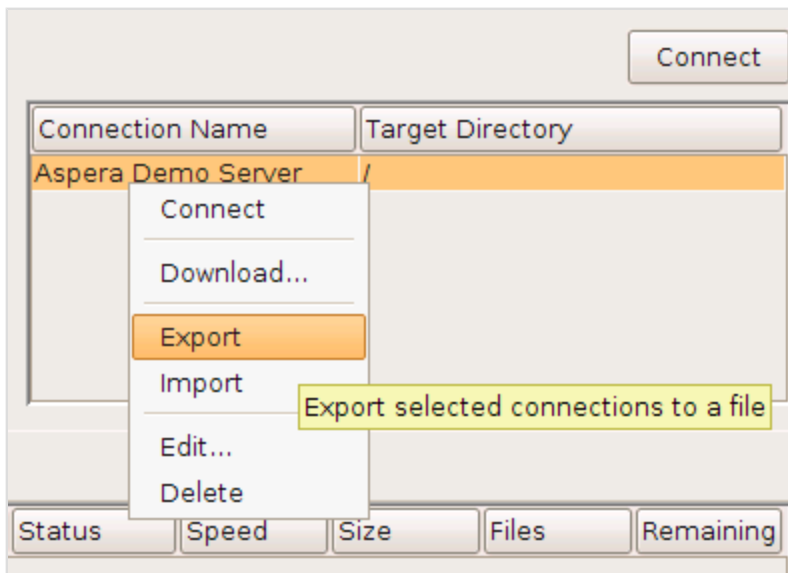 Connect
Connection Name Target Directory
Aspera Demo Server /
Connect
Download...
Export
Import
Export selected connections to a file
Edit...
Delete
Status Speed Size Files Remaining